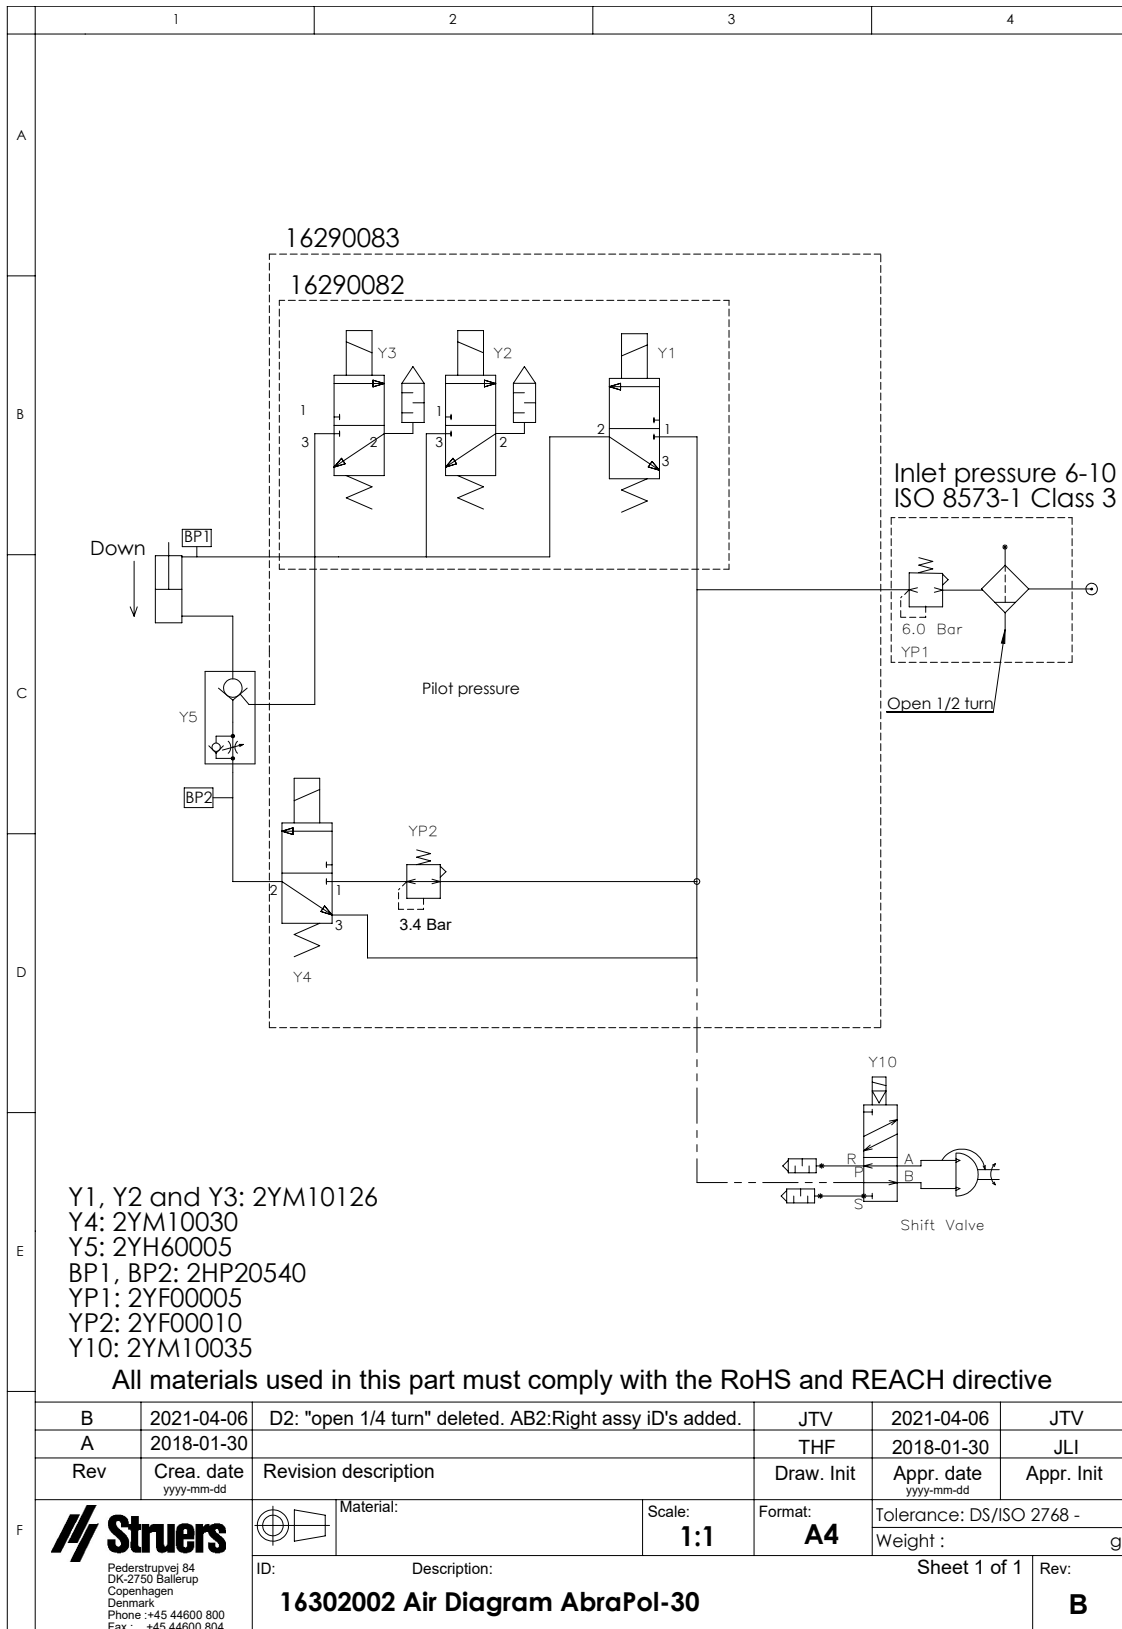 1 2 3 4
A
16290083
16290082
Y3 Y2 Y1
B
1 1
3 2 3 2 2 1
3
Inlet pressure 6-10
ISO 8573-1 Class 3
BP1
Down
6.0 Bar
YP1
C
Pilot pressure
Open 1/2 turn
Y5
BP2
YP2
2 1
3
3.4 Bar
D
Y4
Y10
R A
P B
S
Shift Valve
E
Y1, Y2 and Y3: 2YM10126
Y4: 2YM10030
Y5: 2YH60005
BP1, BP2: 2HP20540
YP1: 2YF00005
YP2: 2YF00010
Y10: 2YM10035
All materials used in this part must comply with the RoHS and REACH directive
B 2021-04-06 D2: "open 1/4 turn" deleted. AB2:Right assy iD's added. JTV 2021-04-06 JTV
A 2018-01-30 THF 2018-01-30 JLI
Rev Crea. date Revision description Draw. Init Appr. date Appr. Init
yyyy-mm-dd yyyy-mm-dd
F
Struers
Pederstrupvej 84
DK-2750 Ballerup
Copenhagen
Denmark
Phone :+45 44600 800
Fax : +45 44600 804
Material:
Scale:
1:1
Format:
A4
Tolerance: DS/ISO 2768 -
Weight : g
ID: Description: Sheet 1 of 1 Rev:
16302002 Air Diagram AbraPol-30 B